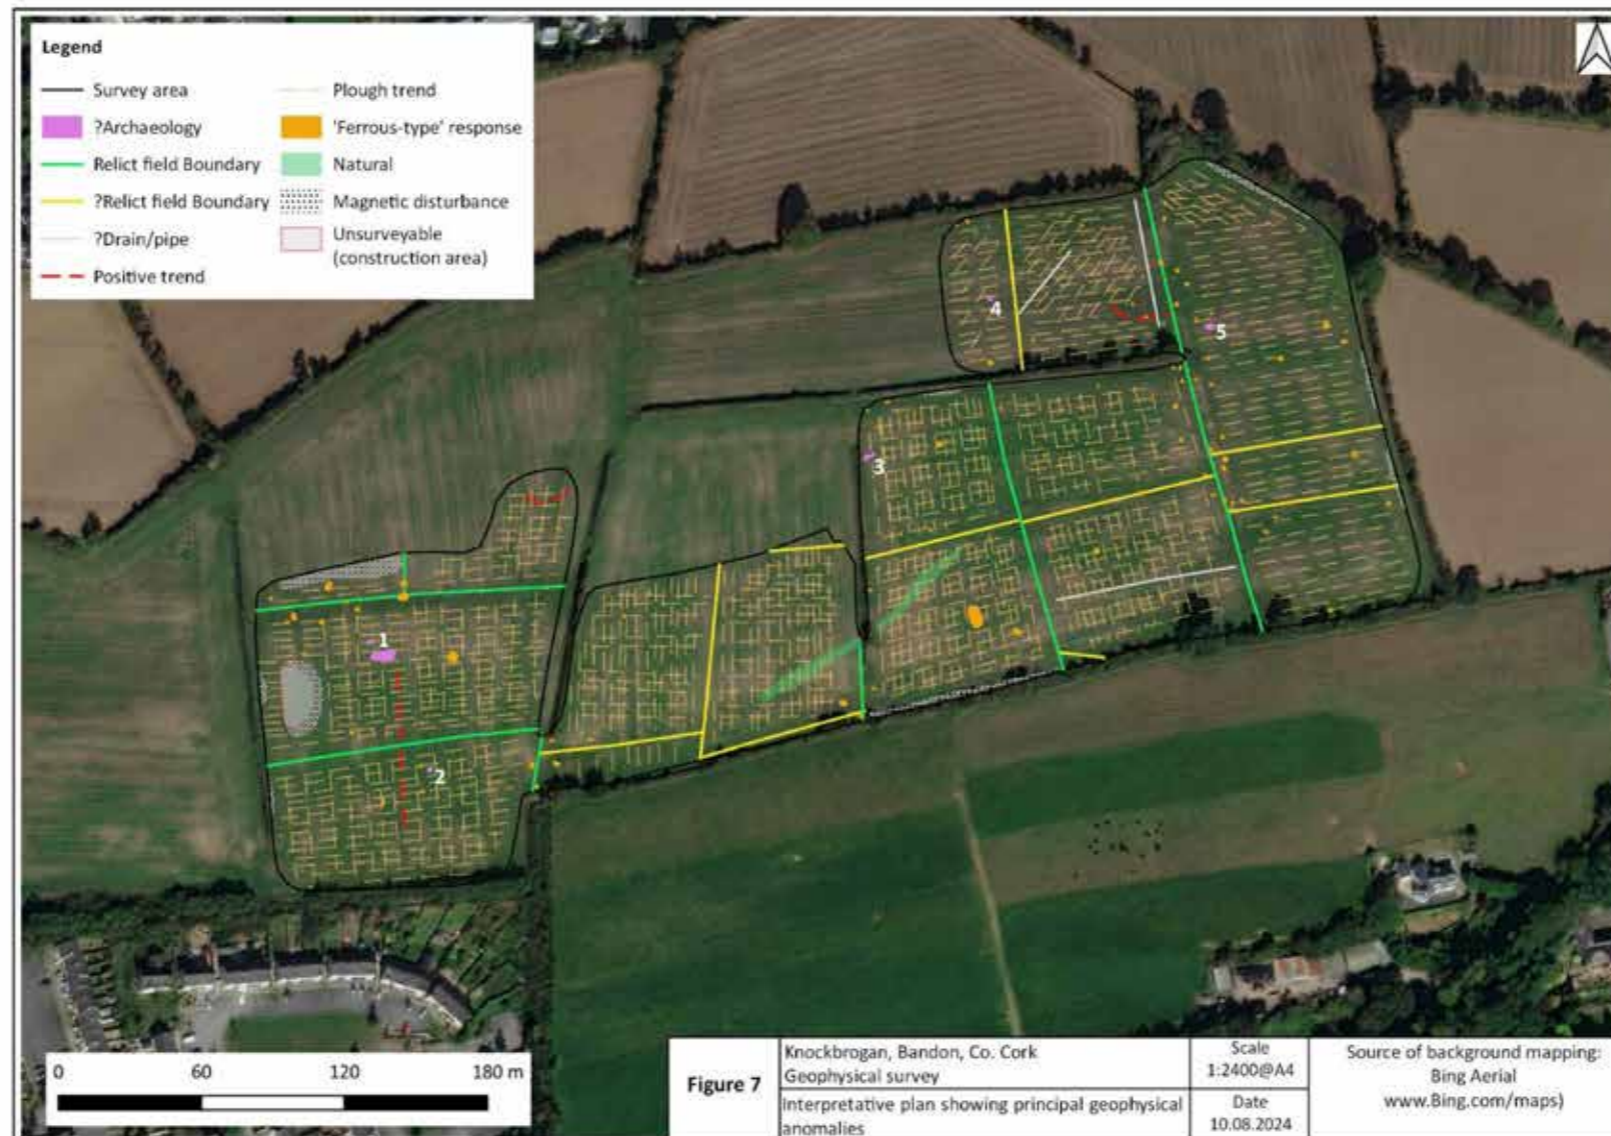 Legend
Survey area
?Archaeology
Relict field Boundary
?Relict field Boundary
?Drain/pipe
Positive trend
Plough trend
'Ferrous-type' response
Natural
Magnetic disturbance
Unsurveyable
(construction area)
4
5
3
1
2
0 60 120 180 m
Figure 7
Knockbrogan, Bandon, Co. Cork
Geophysical survey
Interpretative plan showing principal geophysical
anomalies
Scale
1:2400@A4
Date
10.08.2024
Source of background mapping:
Bing Aerial
www.Bing.com/maps)